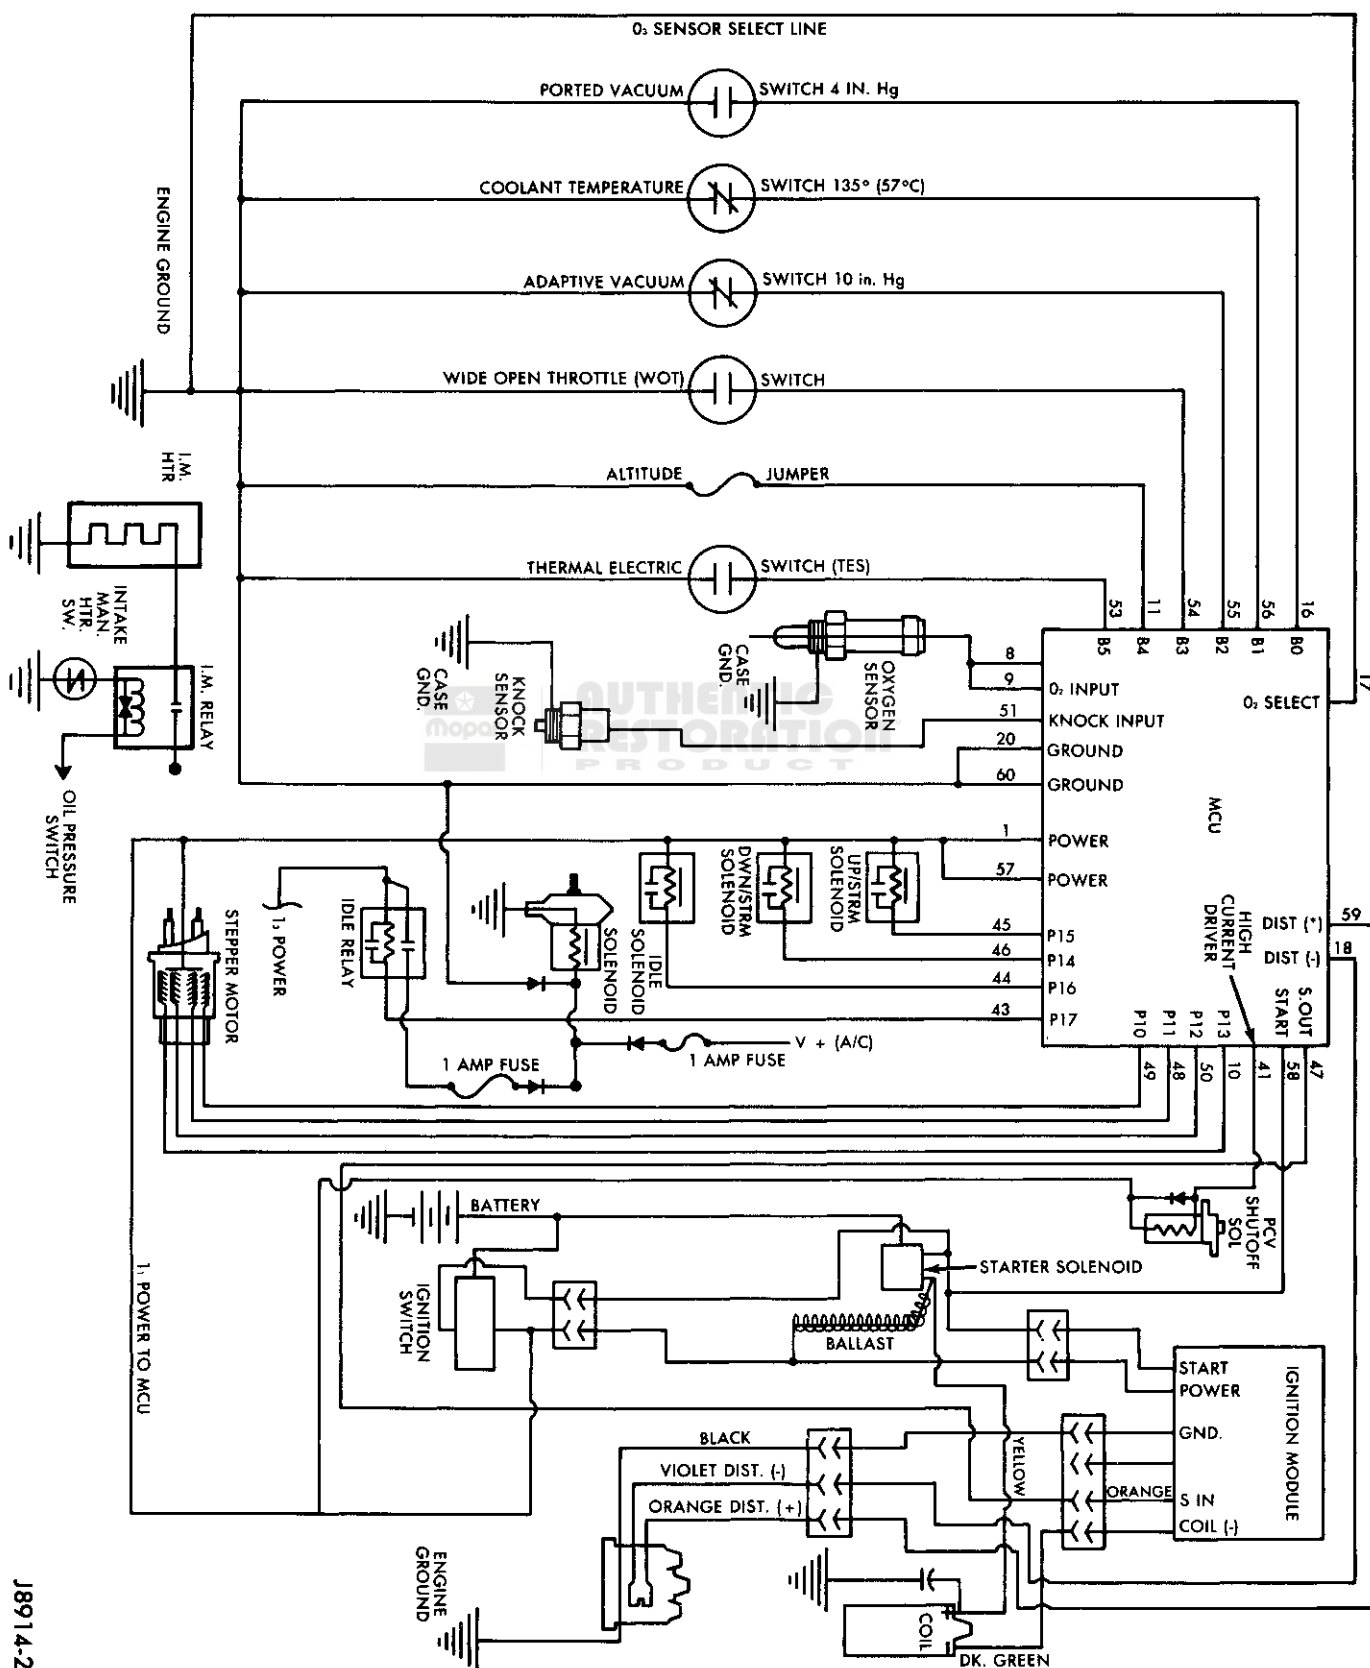 O₃ SENSOR SELECT LINE
PORTED VACUUM
SWITCH 4 IN. Hg
COOLANT TEMPERATURE
SWITCH 135° (57°C)
ADAPTIVE VACUUM
SWITCH 10 in. Hg
WIDE OPEN THROTTLE (WOT)
SWITCH
ALTITUDE
JUMPER
THERMAL ELECTRIC
SWITCH (TES)
ENGINE GROUND
I.M.
HTR
INTAKE
MAN.
HTR.
SW.
I.M. RELAY
OIL PRESSURE
SWITCH
53
11
54
55
56
16
17
B5
B4
B3
B2
B1
B0
O₂ SELECT
CASE
GND.
OXYGEN
SENSOR
KNOCK
SENSOR
CASE
GND.
Mopar
AUTHENTIC
RESTORATION
PRODUCT
8
9
O₂ INPUT
51
KNOCK INPUT
20
GROUND
60
GROUND
MCU
1
POWER
57
POWER
45
P15
46
P14
44
P16
43
P17
HIGH
CURRENT
DRIVER
DIST (*)
59
DIST (-)
18
S.OUT
START
P13
P12
P11
P10
49
48
50
10
41
58
47
UP/STRM
SOLENOID
DWN/STRM
SOLENOID
IDLE
SOLENOID
SOLENOID
IDLE RELAY
1₃ POWER
STEPPER MOTOR
1 AMP FUSE
1 AMP FUSE
V + (A/C)
PCV
SHUTOFF
SOL
BATTERY
STARTER SOLENOID
IGNITION
SWITCH
BALLAST
1₁ POWER TO MCU
START
POWER
GND.
S IN
COIL (-)
IGNITION MODULE
BLACK
VIOLET DIST. (-)
ORANGE DIST. (+)
YELLOW
ORANGE
ENGINE
GROUND
COIL
DK. GREEN
J8914-2